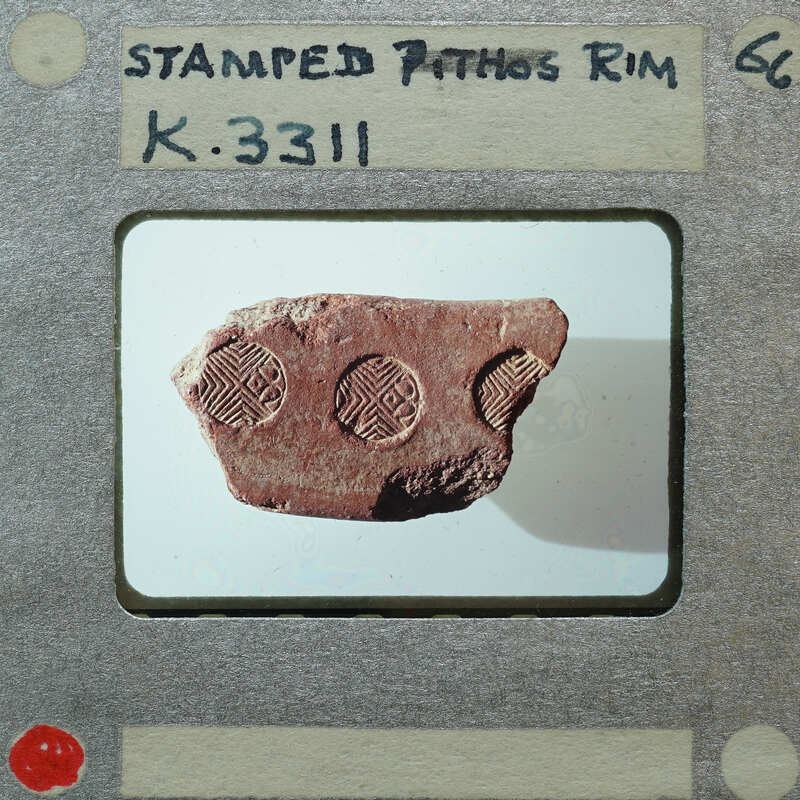 STAMPED PITHOS RIM 66
K.3311